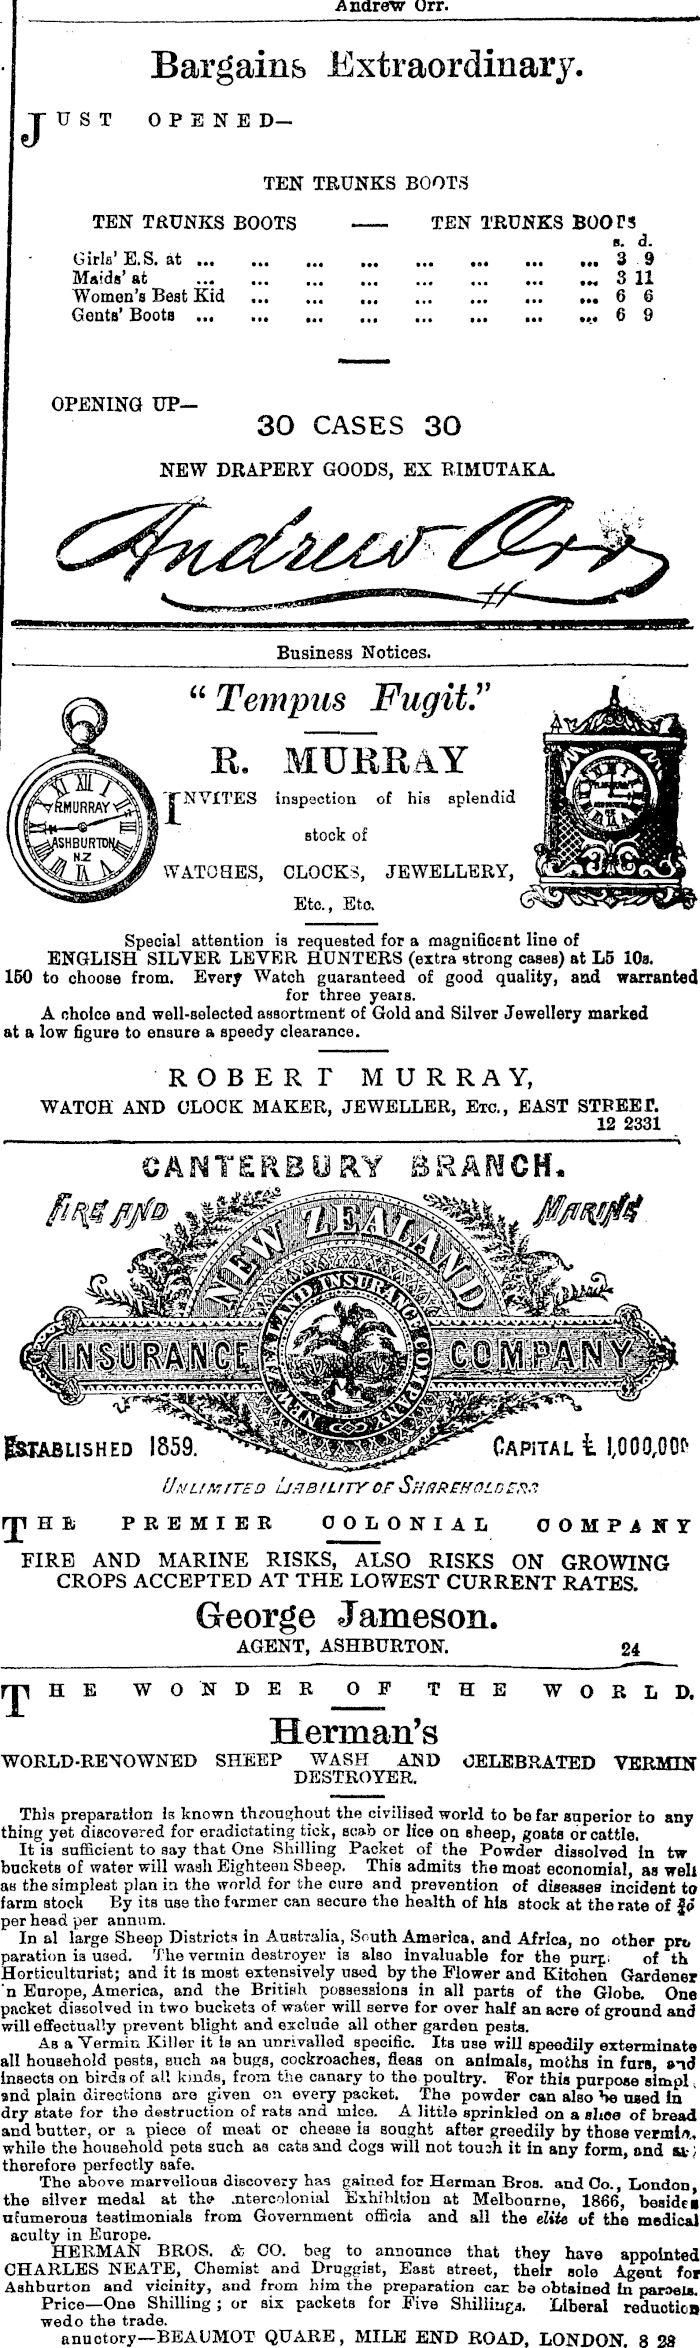 Andrew Orr.
Bargains Extraordinary.
JUST OPENED—
TEN TRUNKS BOOTS
TEN TRUNKS BOOTS — TEN TRUNKS BOOTS
s. d.
Girls' E.S. at ... ... ... ... ... ... ... ... 3 9
Maids' at ... ... ... ... ... ... ... ... 3 11
Women's Best Kid ... ... ... ... ... ... ... 6 6
Gents' Boots ... ... ... ... ... ... ... ... 6 9
OPENING UP—
30 CASES 30
NEW DRAPERY GOODS, EX RIMUTAKA.
Andrew Orr
Business Notices.
"Tempus Fugit."
R. MURRAY
INVITES inspection of his splendid
stock of
WATCHES, CLOCKS, JEWELLERY,
Etc., Etc.
R MURRAY
ASHBURTON
N.Z
Special attention is requested for a magnificent line of
ENGLISH SILVER LEVER HUNTERS (extra strong cases) at L5 10s.
150 to choose from. Every Watch guaranteed of good quality, and warranted
for three years.
A choice and well-selected assortment of Gold and Silver Jewellery marked
at a low figure to ensure a speedy clearance.
ROBERT MURRAY,
WATCH AND CLOCK MAKER, JEWELLER, ETC., EAST STREET.
12 2331
CANTERBURY BRANCH.
FIRE AND MARINE
NEW ZEALAND
INSURANCE COMPANY
NEW ZEALAND INSURANCE COMPANY
ESTABLISHED 1859. CAPITAL £ 1,000,000
UNLIMITED LIABILITY OF SHAREHOLDERS
THE PREMIER COLONIAL COMPANY
FIRE AND MARINE RISKS, ALSO RISKS ON GROWING
CROPS ACCEPTED AT THE LOWEST CURRENT RATES.
George Jameson.
AGENT, ASHBURTON. 24
THE WONDER OF THE WORLD.
Herman's
WORLD-RENOWNED SHEEP WASH AND CELEBRATED VERMIN
DESTROYER.
This preparation is known throughout the civilised world to be far superior to any
thing yet discovered for eradictating tick, scab or lice on sheep, goats or cattle.
It is sufficient to say that One Shilling Packet of the Powder dissolved in tw
buckets of water will wash Eighteen Sheep. This admits the most economial, as well
as the simplest plan in the world for the cure and prevention of diseases incident to
farm stock By its use the farmer can secure the health of his stock at the rate of
per head per annum.
In al large Sheep Districts in Australia, South America, and Africa, no other pre
paration is used. The vermin destroyer is also invaluable for the purp of th
Horticulturist; and it is most extensively used by the Flower and Kitchen Gardener
'n Europe, America, and the British possessions in all parts of the Globe. One
packet dissolved in two buckets of water will serve for over half an acre of ground and
will effectually prevent blight and exclude all other garden pests.
As a Vermin Killer it is an unrivalled specific. Its use will speedily exterminate
all household pests, such as bugs, cockroaches, fleas on animals, moths in furs, and
insects on birds of all kinds, from the canary to the poultry. For this purpose simpl
and plain directions are given on every packet. The powder can also be used in
dry state for the destruction of rats and mice. A little sprinkled on a slice of bread
and butter, or a piece of meat or cheese is sought after greedily by those vermin,
while the household pets such as cats and dogs will not touch it in any form, and
therefore perfectly safe.
The above marvellous discovery has gained for Herman Bros. and Co., London,
the silver medal at the ntercolonial Exhibition at Melbourne, 1866, besides
numerous testimonials from Government officia and all the elite of the medical
aculty in Europe.
HERMAN BROS. & CO. beg to announce that they have appointed
CHARLES NEATE, Chemist and Druggist, East street, their sole Agent for
Ashburton and vicinity, and from him the preparation can be obtained in parcels.
Price—One Shilling; or six packets for Five Shillings. Liberal reduction
wedo the trade.
anuctory—BEAUMOT QUARE, MILE END ROAD, LONDON. 8 28